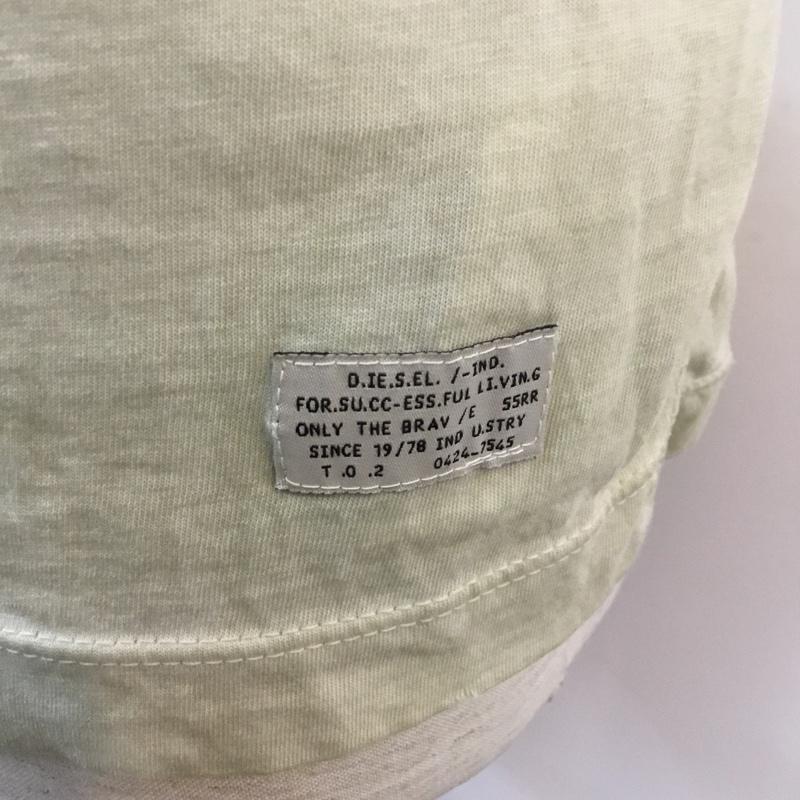 D.IE.S.EL. /-IND.
FOR.SU.CC-ESS.FUL LI.VIN.G
ONLY THE BRAV /E 55RR
SINCE 19/78 IND U.STRY
T .O .2 0424-7545